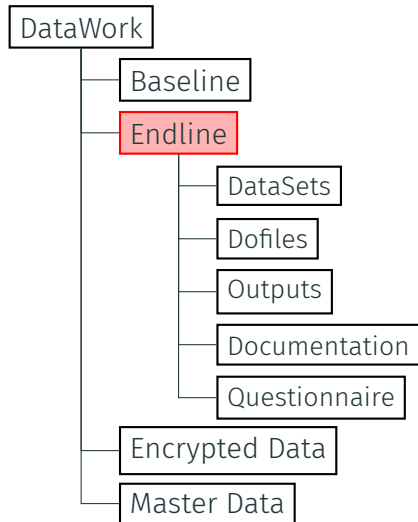 DataWork
Baseline
Endline
DataSets
Dofiles
Outputs
Documentation
Questionnaire
Encrypted Data
Master Data